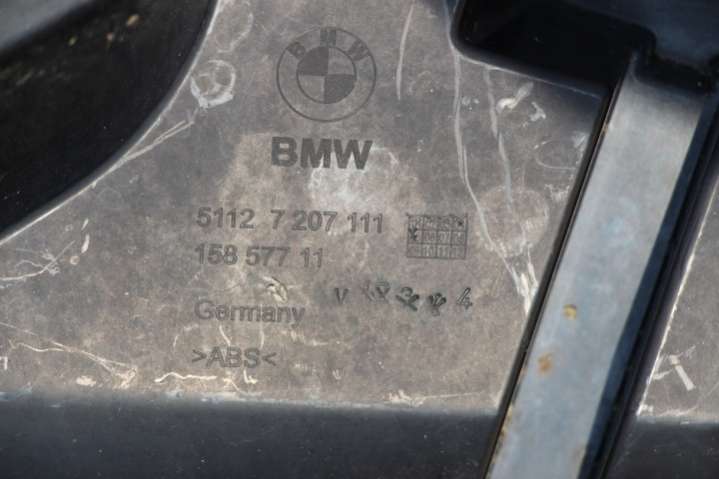 BMW
BMW
5112 7 207 111
158 577 11
Germany
>ABS<